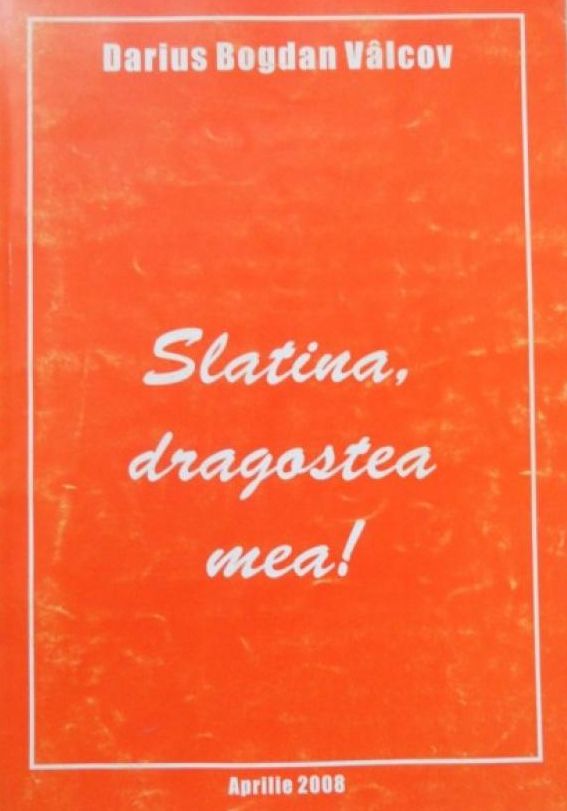 Darius Bogdan Vâlcov
Slatina,
dragostea
mea!
Aprilie 2008